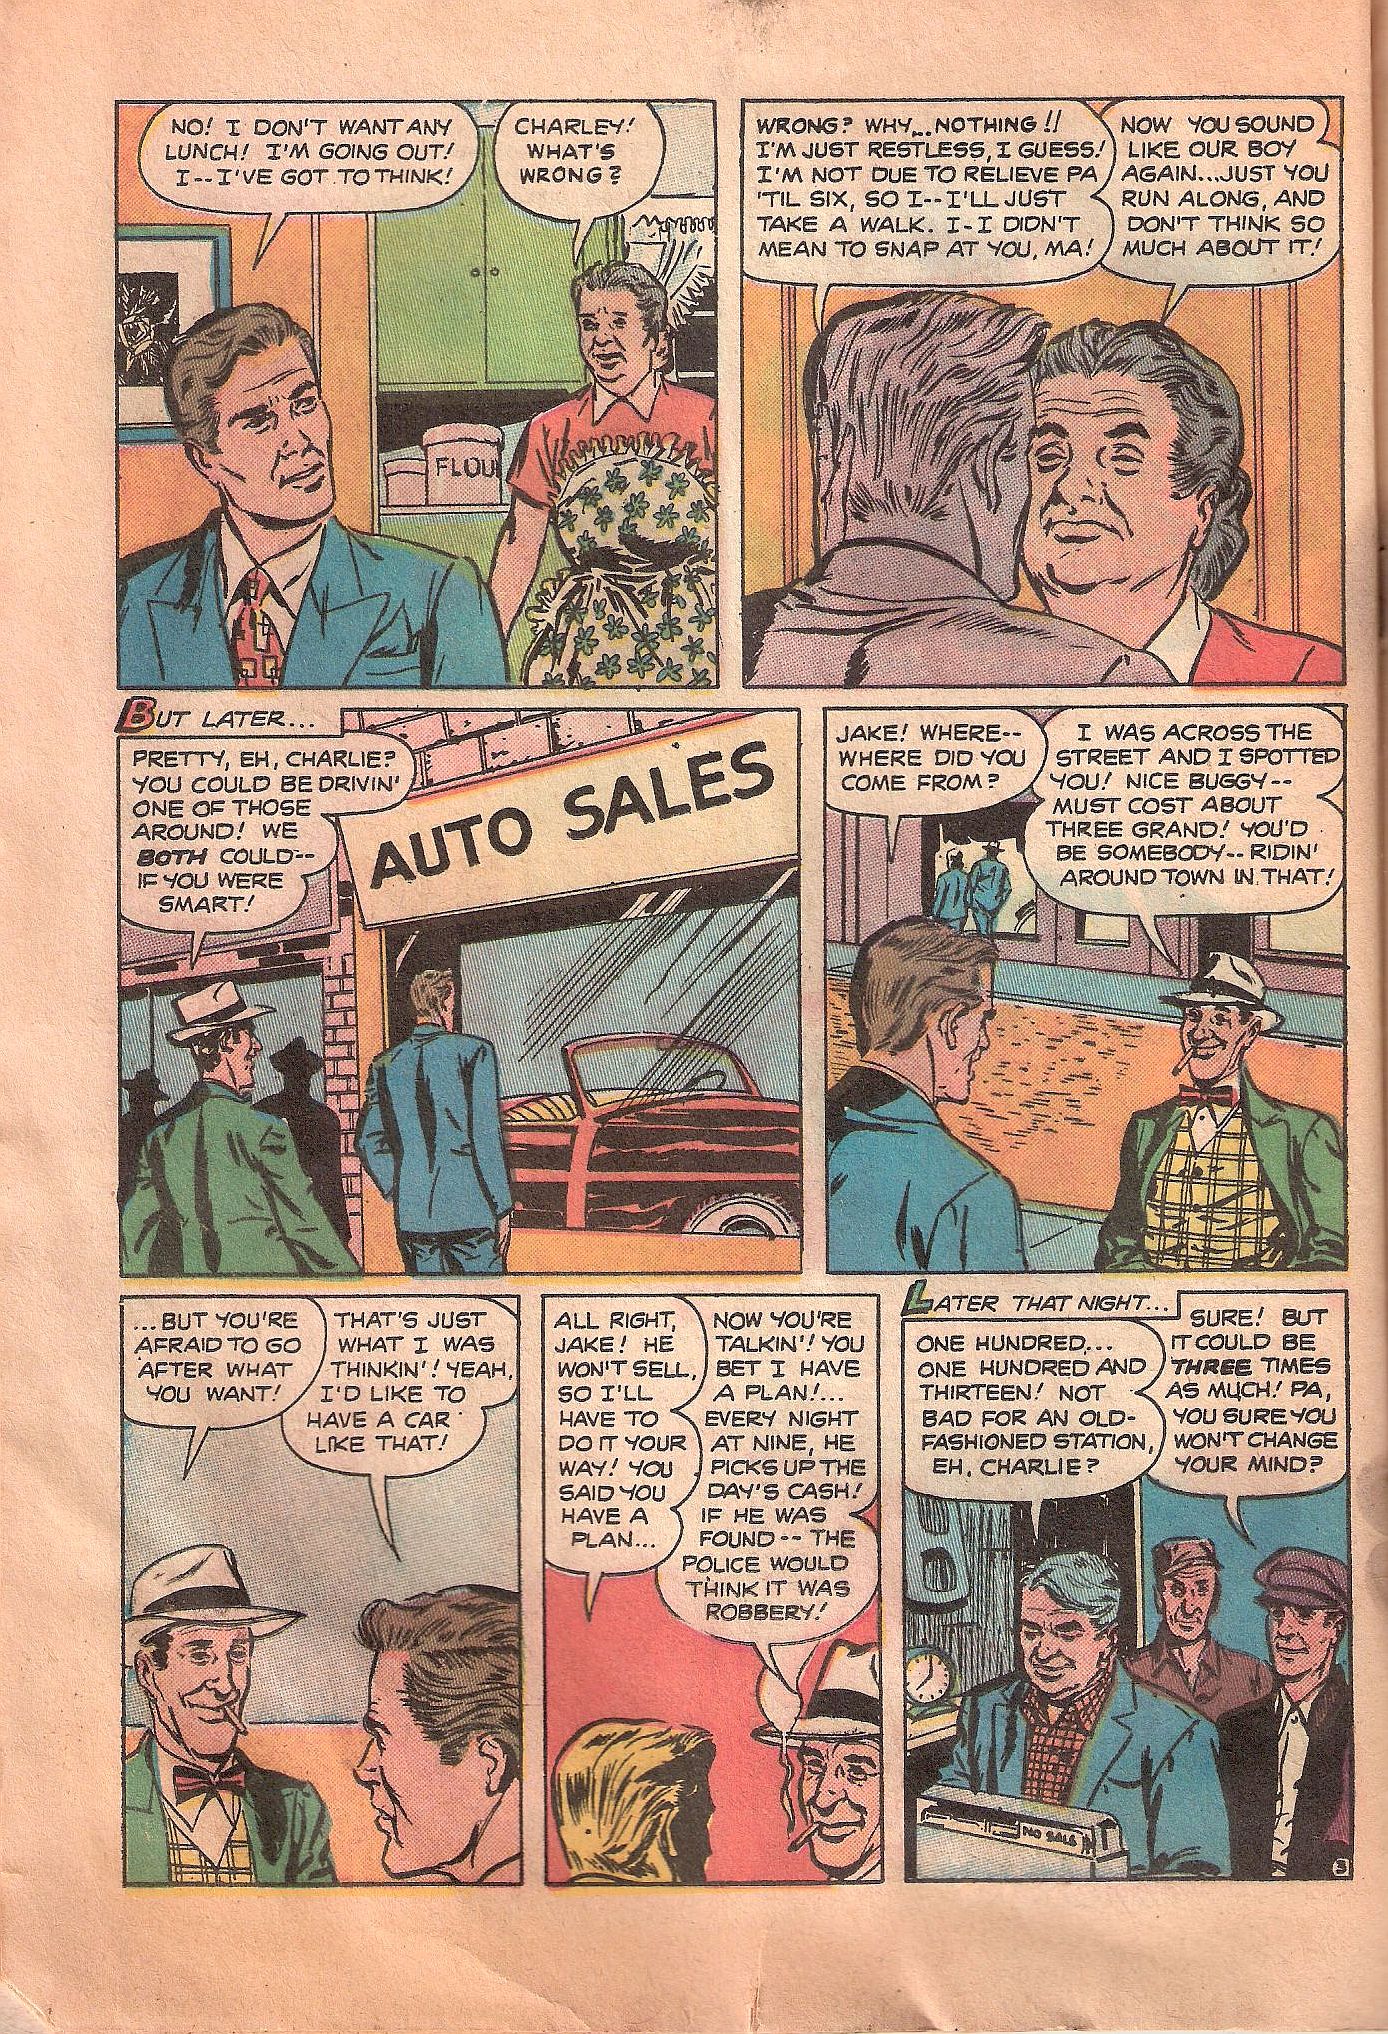 NO! I DON'T WANT ANY
LUNCH! I'M GOING OUT!
I--I'VE GOT TO THINK!
CHARLEY!
WHAT'S
WRONG?
FLOU
WRONG? WHY...NOTHING!!
I'M JUST RESTLESS, I GUESS!
I'M NOT DUE TO RELIEVE PA
'TIL SIX, SO I--I'LL JUST
TAKE A WALK. I-I DIDN'T
MEAN TO SNAP AT YOU, MA!
NOW YOU SOUND
LIKE OUR BOY
AGAIN...JUST YOU
RUN ALONG, AND
DON'T THINK SO
MUCH ABOUT IT!
BUT LATER...
PRETTY, EH, CHARLIE?
YOU COULD BE DRIVIN'
ONE OF THOSE
AROUND! WE
BOTH COULD--
IF YOU WERE
SMART!
AUTO SALES
JAKE! WHERE--
WHERE DID YOU
COME FROM?
I WAS ACROSS THE
STREET AND I SPOTTED
YOU! NICE BUGGY--
MUST COST ABOUT
THREE GRAND! YOU'D
BE SOMEBODY--RIDIN'
AROUND TOWN IN THAT!
...BUT YOU'RE
AFRAID TO GO
AFTER WHAT
YOU WANT!
THAT'S JUST
WHAT I WAS
THINKIN'! YEAH,
I'D LIKE TO
HAVE A CAR
LIKE THAT!
ALL RIGHT,
JAKE! HE
WON'T SELL,
SO I'LL
HAVE TO
DO IT YOUR
WAY! YOU
SAID YOU
HAVE A
PLAN...
NOW YOU'RE
TALKIN'! YOU
BET I HAVE
A PLAN!...
EVERY NIGHT
AT NINE, HE
PICKS UP THE
DAY'S CASH!
IF HE WAS
FOUND--THE
POLICE WOULD
THINK IT WAS
ROBBERY!
LATER THAT NIGHT...
ONE HUNDRED...
ONE HUNDRED AND
THIRTEEN! NOT
BAD FOR AN OLD-
FASHIONED STATION,
EH, CHARLIE?
SURE! BUT
IT COULD BE
THREE TIMES
AS MUCH! PA,
YOU SURE YOU
WON'T CHANGE
YOUR MIND?
NO SALE
3